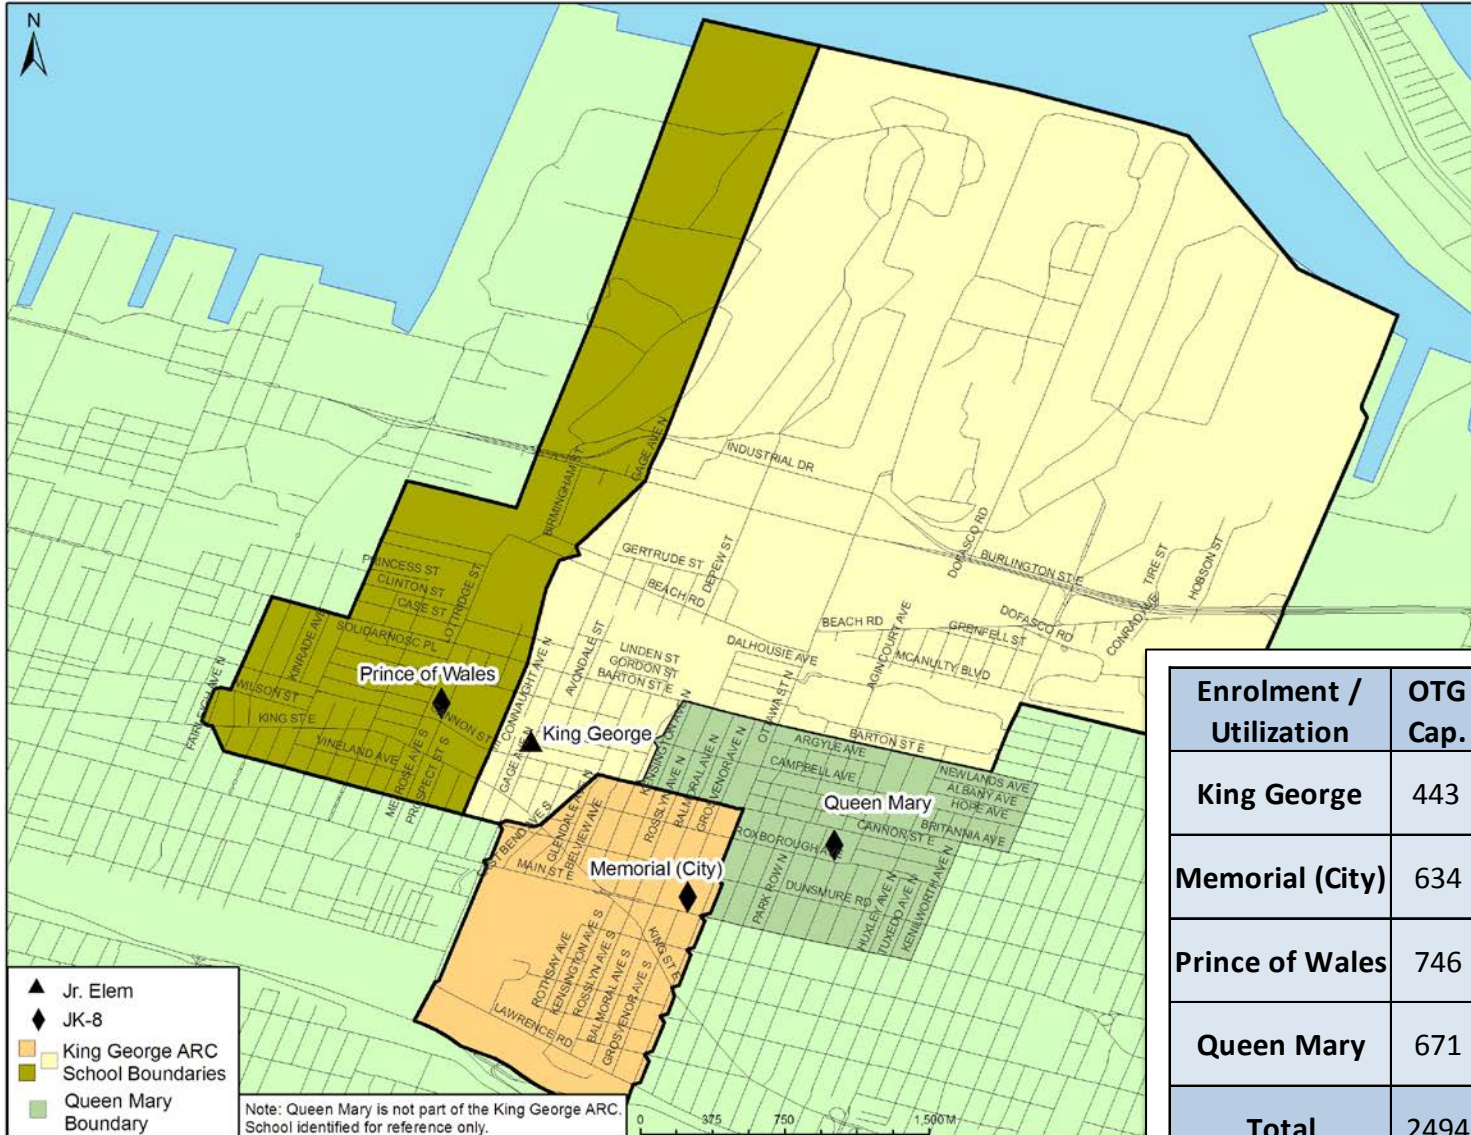 N
INDUSTRIAL DR
GAGE AVE N
BIRMINGHAM ST
GERTRUDE ST
DEPEW ST
BEACH RD
DOFASCO RD
BURLINGTON ST E
TIRE ST
HOBSON ST
PRINCESS ST
CLINTON ST
CASE ST
LOTTRIDGE ST
SOLIDARNOSC PL
KINRADE AVE
BEACH RD
AGINCOURT AVE
DOFASCO RD
GRENFELL ST
CONRAD AVE
MCANULTY BLVD
DALHOUSIE AVE
AVONDALE ST
LINDEN ST
GORDON ST
BARTON ST E
CONNAUGHT AVE N
Prince of Wales
FAIRLEIGH AVE N
WILSON ST
KING ST E
VINELAND AVE
MELROSE AVE S
PROSPECT ST S
King George
GAGE AVE N
KENSINGTON AVE N
ROSSLYN AVE N
BALMORAL AVE N
GROSVENOR AVE N
OTTAWA ST N
BARTON ST E
ARGYLE AVE
CAMPBELL AVE
NEWLANDS AVE
ALBANY AVE
HOPE AVE
BRITANNIA AVE
Queen Mary
CANNON ST E
ROXBOROUGH AVE
PARK ROW N
DUNSMURE RD
HUXLEY AVE N
TUXEDO AVE N
KENILWORTH AVE N
GLENDALE AVE N
BELVIEW AVE
MAIN ST E
Memorial (City)
KING ST E
ROTHSAY AVE
KENSINGTON AVE S
ROSSLYN AVE S
BALMORAL AVE S
GROSVENOR AVE S
LAWRENCE RD
Jr. Elem
JK-8
King George ARC
School Boundaries
Queen Mary
Boundary
Note: Queen Mary is not part of the King George ARC.
School identified for reference only.
0 375 750 1,500 M
Enrolment / Utilization OTG Cap.
King George 443
Memorial (City) 634
Prince of Wales 746
Queen Mary 671
Total 2494